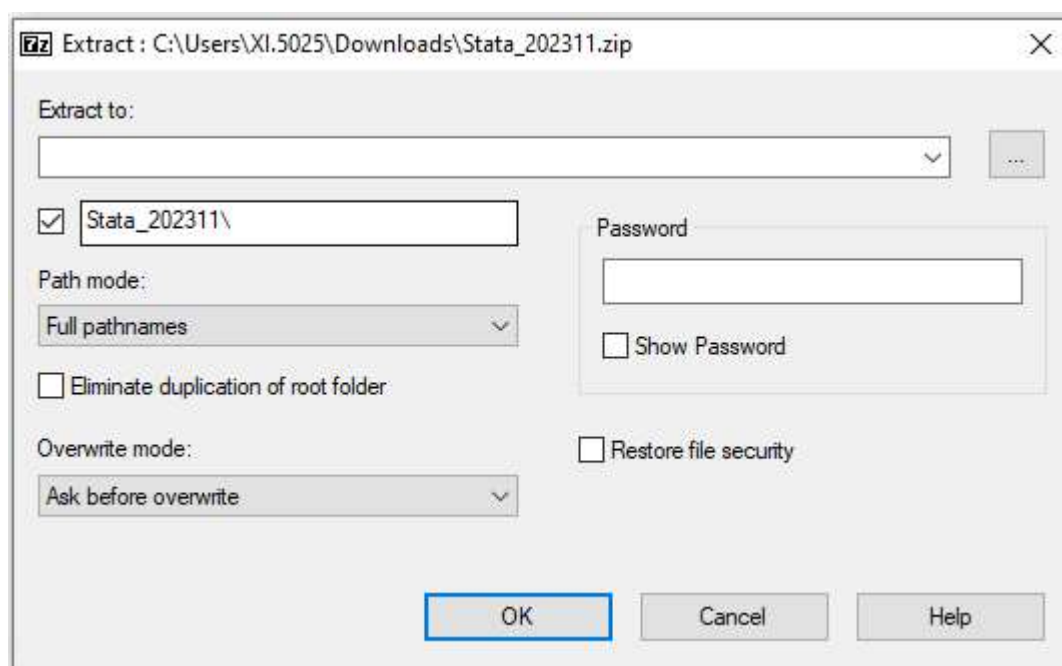 7z Extract : C:\Users\XI.5025\Downloads\Stata_202311.zip
Extract to:
...
Stata_202311\
Password
Path mode:
Full pathnames
Show Password
Eliminate duplication of root folder
Overwrite mode:
Restore file security
Ask before overwrite
OK Cancel Help